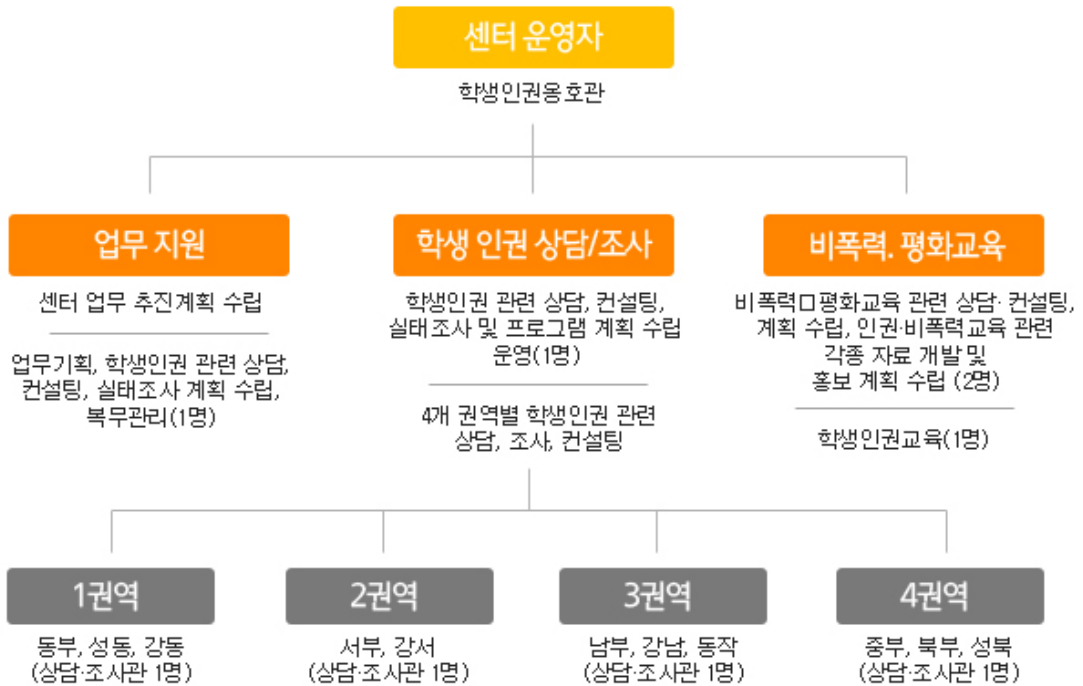 센터 운영자
학생인권옹호관
업무 지원
센터 업무 추진계획 수립
업무기획, 학생인권 관련 상담,
컨설팅, 실태조사 계획 수립,
복무관리(1명)
학생 인권 상담/조사
학생인권 관련 상담, 컨설팅,
실태조사 및 프로그램 계획 수립
운영(1명)
4개 권역별 학생인권 관련
상담, 조사, 컨설팅
비폭력. 평화교육
비폭력□평화교육 관련 상담· 컨설팅,
계획 수립, 인권·비폭력교육 관련
각종 자료 개발 및
홍보 계획 수립 (2명)
학생인권교육(1명)
1권역
동부, 성동, 강동
(상담·조사관 1명)
2권역
서부, 강서
(상담·조사관 1명)
3권역
남부, 강남, 동작
(상담·조사관 1명)
4권역
중부, 북부, 성북
(상담·조사관 1명)